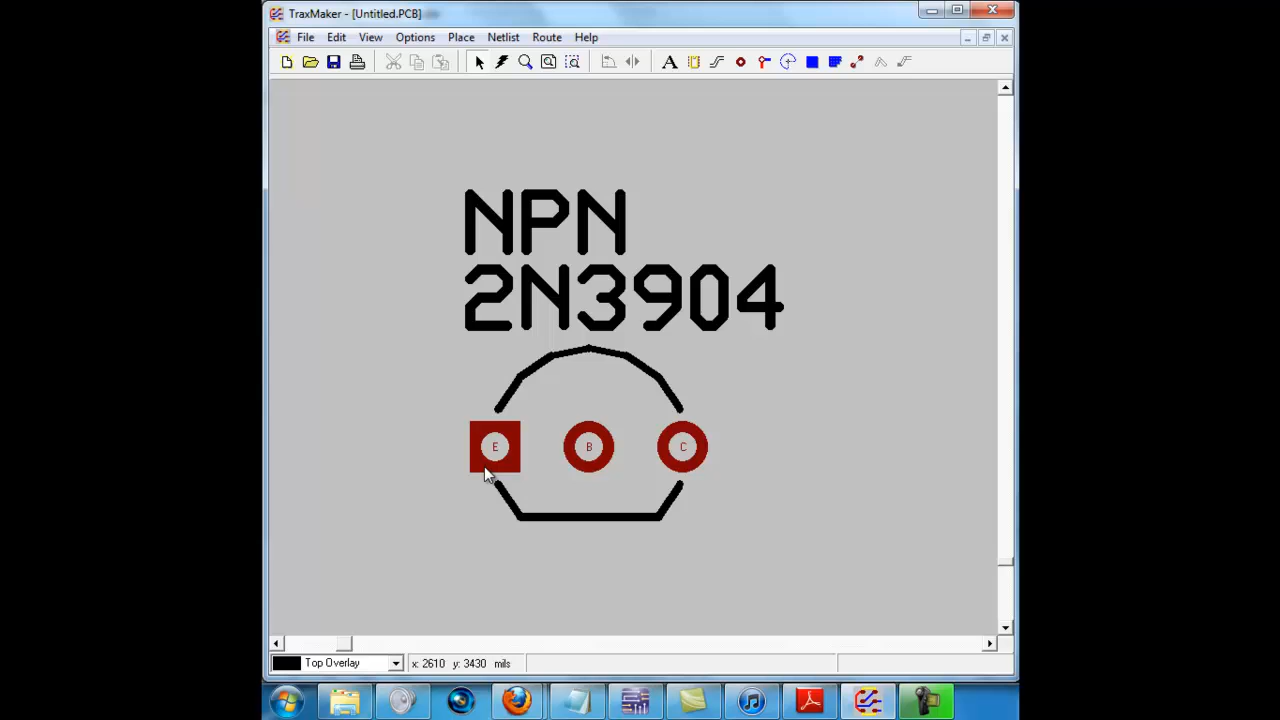 TraxMaker - [Untitled.PCB]
File Edit View Options Place Netlist Route Help
A
NPN
2N3904
E B C
Top Overlay x: 2610 y: 3430 mils